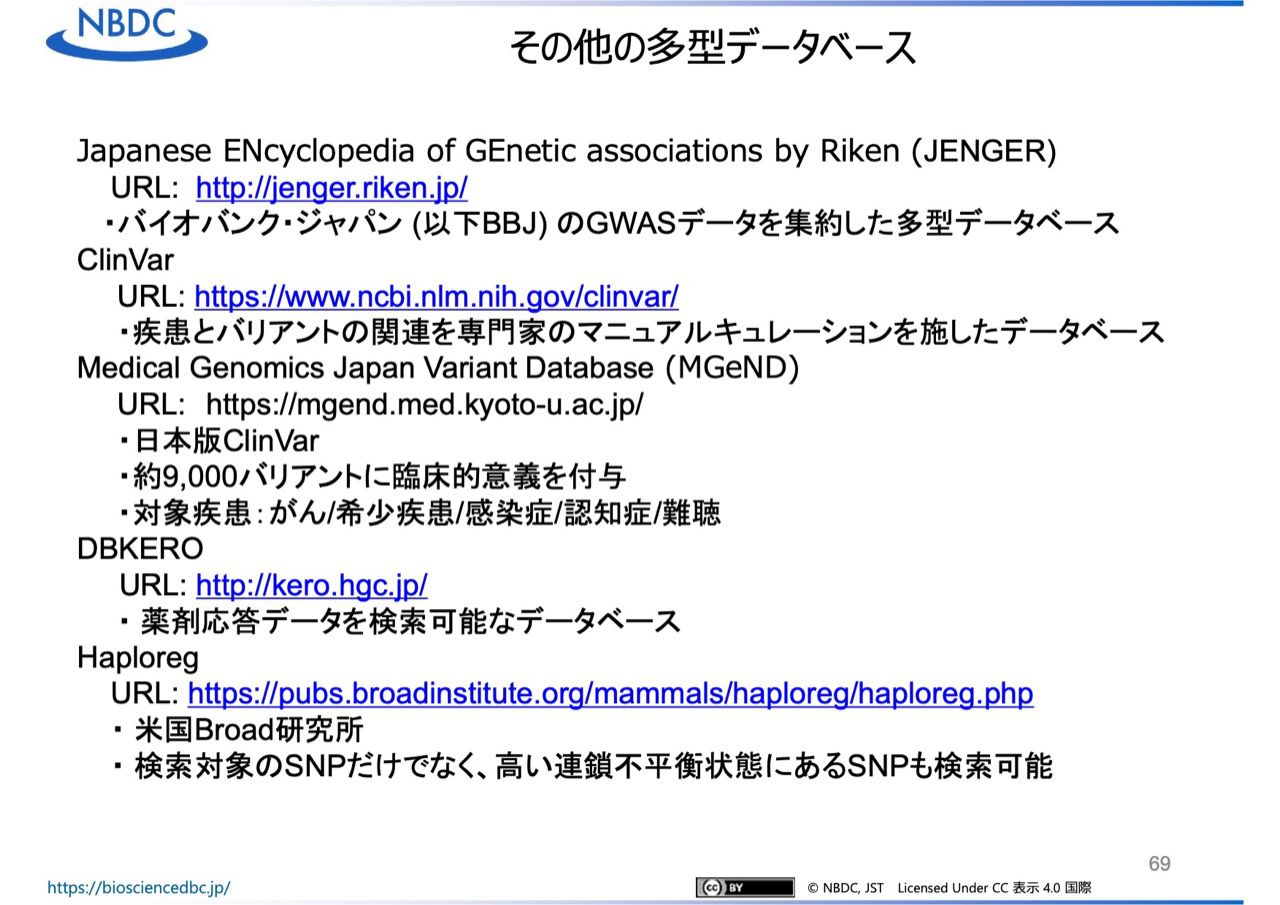 NBDC
その他の多型データベース
Japanese ENcyclopedia of GEnetic associations by Riken (JENGER)
URL: http://jenger.riken.jp/
・バイオバンク・ジャパン (以下BBJ) のGWASデータを集約した多型データベース
ClinVar
URL: https://www.ncbi.nlm.nih.gov/clinvar/
・疾患とバリアントの関連を専門家のマニュアルキュレーションを施したデータベース
Medical Genomics Japan Variant Database (MGeND)
URL: https://mgend.med.kyoto-u.ac.jp/
・日本版ClinVar
・約9,000バリアントに臨床的意義を付与
・対象疾患：がん/希少疾患/感染症/認知症/難聴
DBKERO
URL: http://kero.hgc.jp/
・ 薬剤応答データを検索可能なデータベース
Haploreg
URL: https://pubs.broadinstitute.org/mammals/haploreg/haploreg.php
・ 米国Broad研究所
・ 検索対象のSNPだけでなく、高い連鎖不平衡状態にあるSNPも検索可能
69
https://biosciencedbc.jp/
cc BY
© NBDC, JST Licensed Under CC 表示 4.0 国際